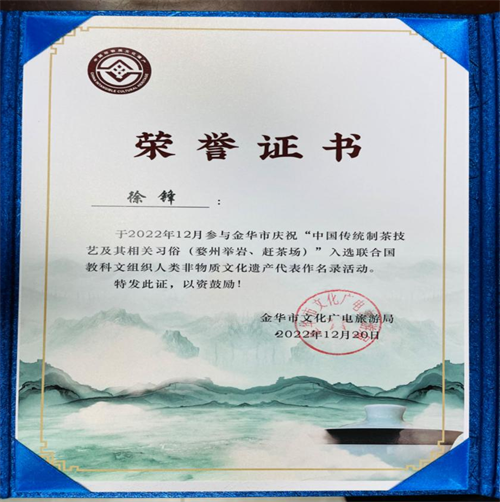 荣誉证书
徐锋：
于2022年12月参与金华市庆祝“中国传统制茶技
艺及其相关习俗（婺州举岩、赶茶场）”入选联合国
教科文组织人类非物质文化遗产代表作名录活动。
特发此证，以资鼓励！
金华市文化广电旅游局
2022年12月20日